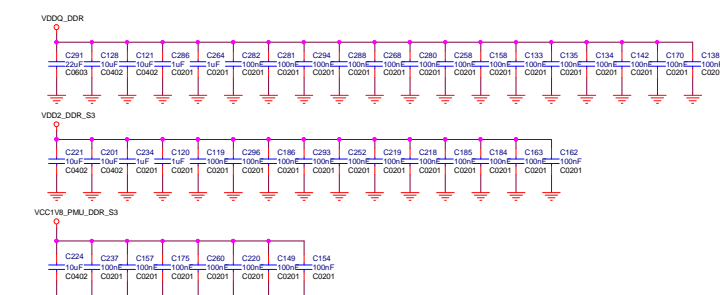 VDDQ_DDR
C291 C128 C121 C286 C264 C282 C281 C294 C288 C268 C280 C258 C158 C133 C135 C134 C142 C170 C138
22uF 10uF 10uF 1uF 1uF 100nF 100nF 100nF 100nF 100nF 100nF 100nF 100nF 100nF 100nF 100nF 100nF 100nF 100nF
C0603 C0402 C0402 C0201 C0201 C0201 C0201 C0201 C0201 C0201 C0201 C0201 C0201 C0201 C0201 C0201 C0201 C0201 C020
VDD2_DDR_S3
C221 C201 C234 C120 C119 C296 C186 C293 C252 C219 C218 C185 C184 C163 C162
10uF 10uF 1uF 1uF 100nF 100nF 100nF 100nF 100nF 100nF 100nF 100nF 100nF 100nF 100nF
C0402 C0402 C0201 C0201 C0201 C0201 C0201 C0201 C0201 C0201 C0201 C0201 C0201 C0201 C0201
VCC1V8_PMU_DDR_S3
C224 C237 C157 C175 C260 C220 C149 C154
10uF 100nF 100nF 100nF 100nF 100nF 100nF 100nF
C0402 C0201 C0201 C0201 C0201 C0201 C0201 C0201